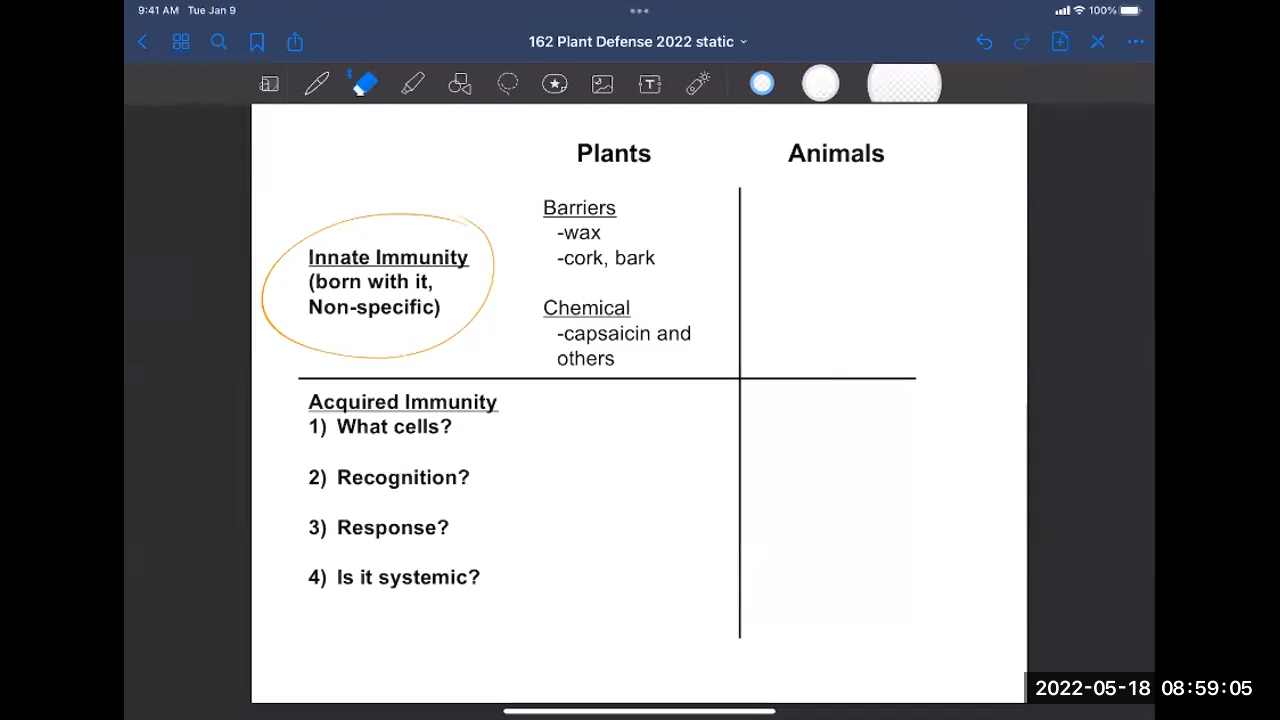 9:41 AM Tue Jan 9
100%
162 Plant Defense 2022 static
T
Plants Animals
Barriers
-wax
-cork, bark
Innate Immunity
(born with it,
Non-specific)
Chemical
-capsaicin and
others
Acquired Immunity
1) What cells?
2) Recognition?
3) Response?
4) Is it systemic?
2022-05-18 08:59:05